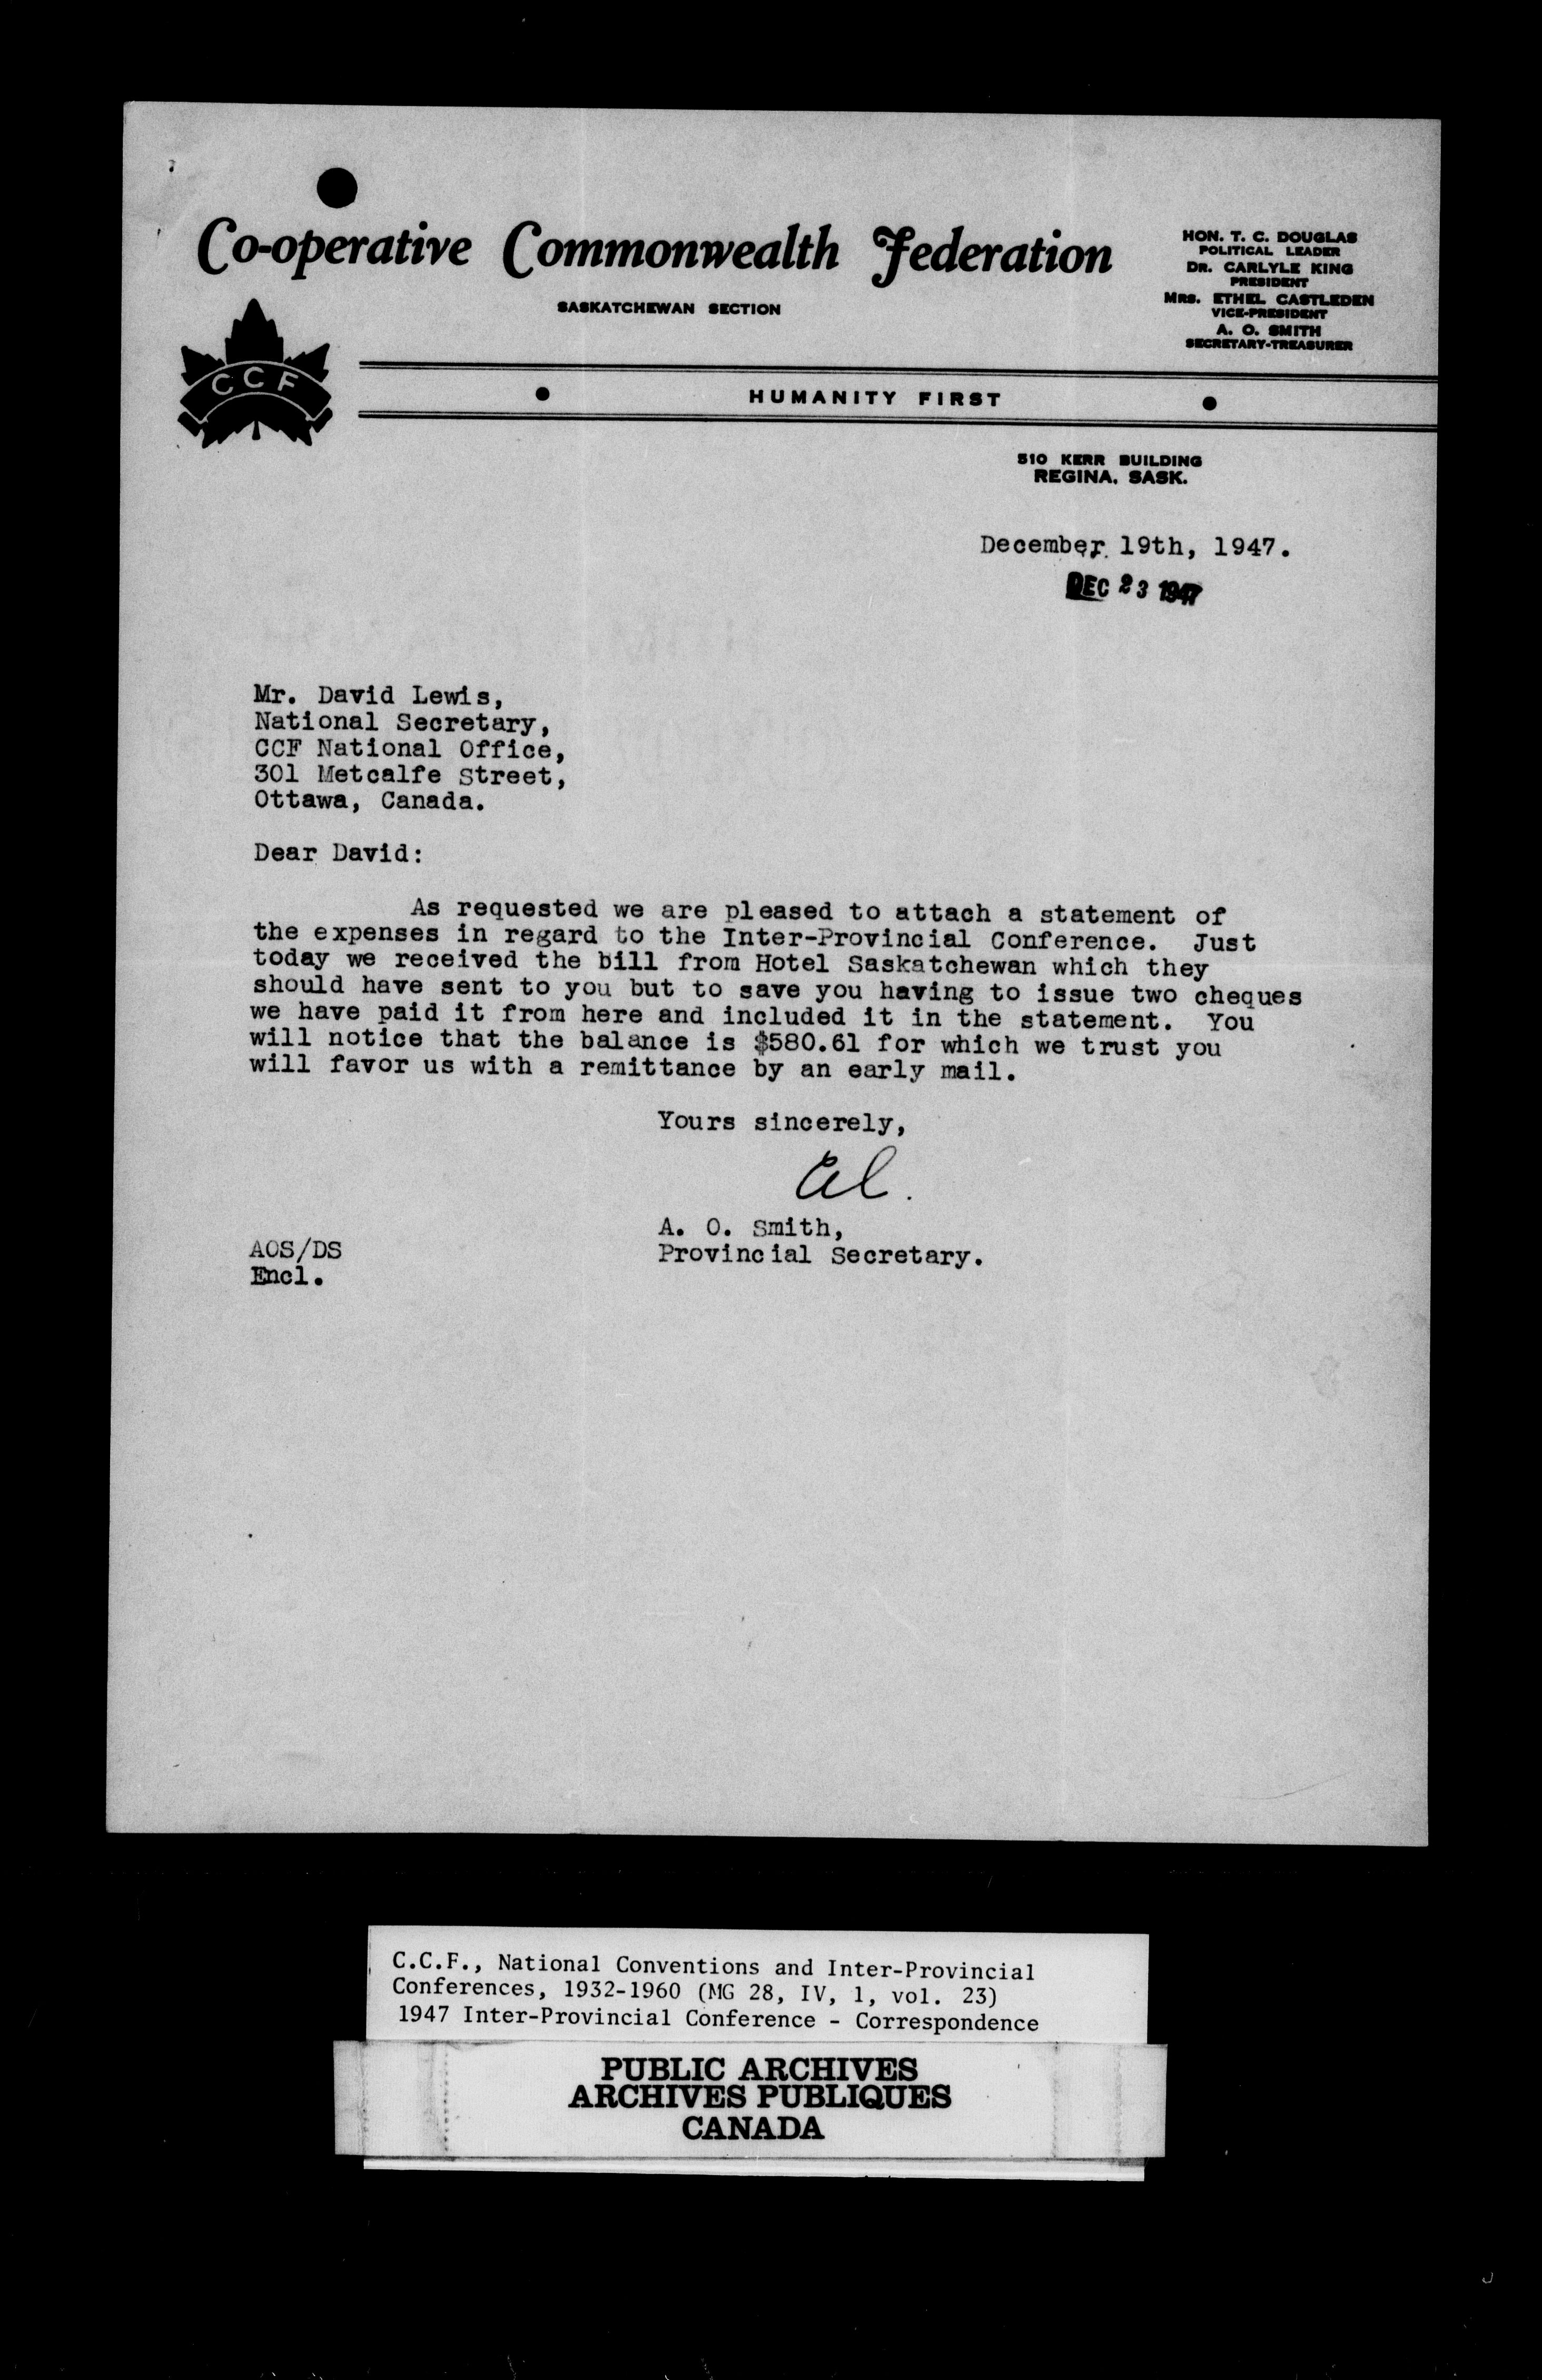 Co-operative Commonwealth Federation
SASKATCHEWAN SECTION
HON. T. C. DOUGLAS
POLITICAL LEADER
DR. CARLYLE KING
PRESIDENT
MRS. ETHEL CASTLEDEN
VICE-PRESIDENT
A. O. SMITH
SECRETARY-TREASURER
CCF
HUMANITY FIRST
510 KERR BUILDING
REGINA, SASK.
December 19th, 1947.
DEC 23 1947
Mr. David Lewis,
National Secretary,
CCF National Office,
301 Metcalfe Street,
Ottawa, Canada.
Dear David:
As requested we are pleased to attach a statement of
the expenses in regard to the Inter-Provincial Conference. Just
today we received the bill from Hotel Saskatchewan which they
should have sent to you but to save you having to issue two cheques
we have paid it from here and included it in the statement. You
will notice that the balance is $580.61 for which we trust you
will favor us with a remittance by an early mail.
Yours sincerely,
Al.
A. O. Smith,
Provincial Secretary.
AOS/DS
Encl.
C.C.F., National Conventions and Inter-Provincial
Conferences, 1932-1960 (MG 28, IV, 1, vol. 23)
1947 Inter-Provincial Conference - Correspondence
PUBLIC ARCHIVES
ARCHIVES PUBLIQUES
CANADA